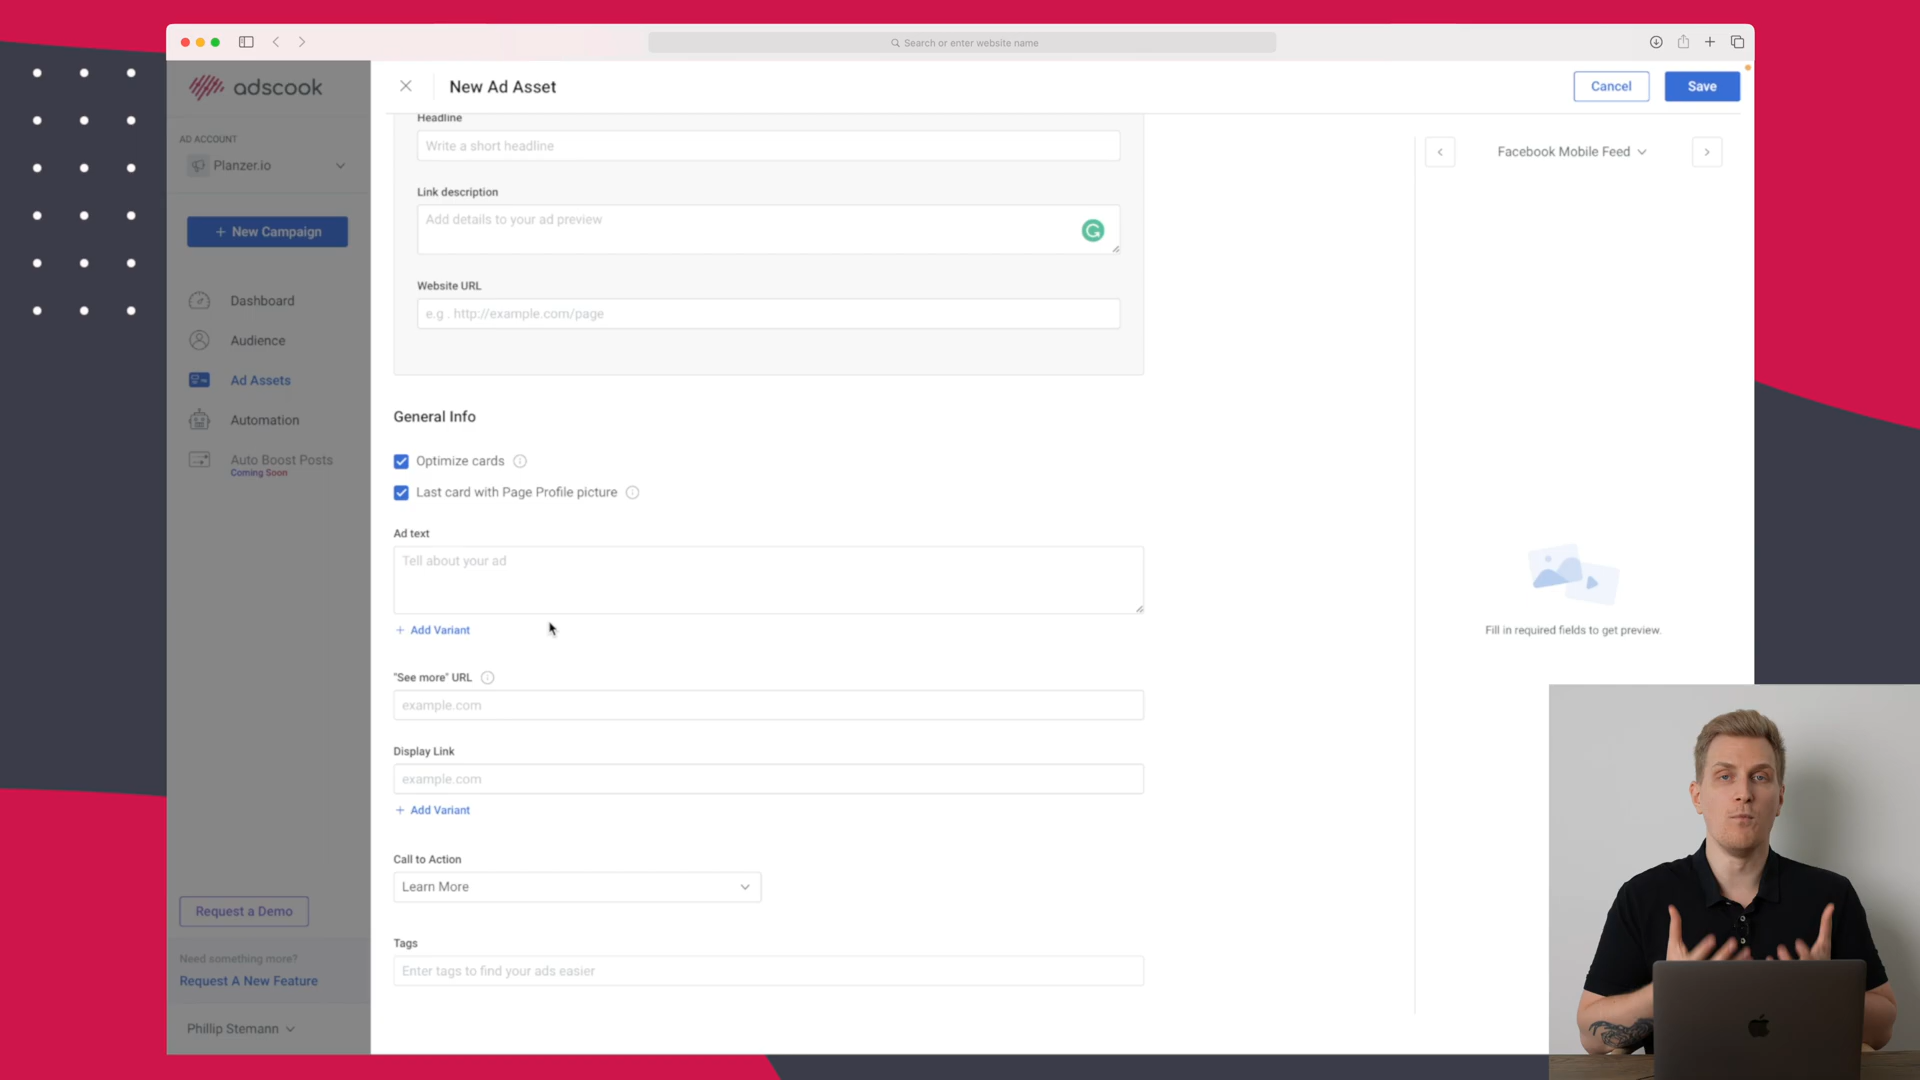 Search or enter website name
adscook
AD ACCOUNT
Planzer.io
+ New Campaign
Dashboard
Audience
Ad Assets
Automation
Auto Boost Posts
Coming Soon
Request a Demo
Need something more?
Request A New Feature
Phillip Stemann
New Ad Asset
Cancel
Save
Headline
Write a short headline
Link description
Add details to your ad preview
Website URL
e.g . http://example.com/page
General Info
Optimize cards
Last card with Page Profile picture
Ad text
Tell about your ad
+ Add Variant
"See more" URL
example.com
Display Link
example.com
+ Add Variant
Call to Action
Learn More
Tags
Enter tags to find your ads easier
Facebook Mobile Feed
Fill in required fields to get preview.